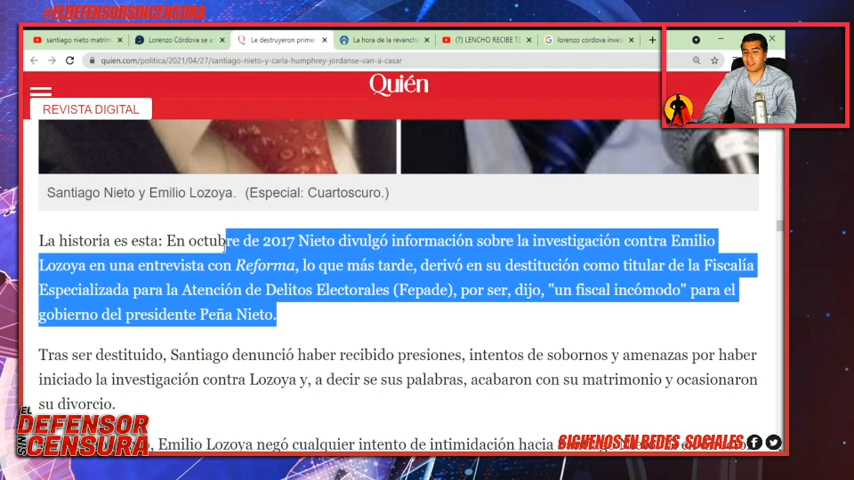 #ELDEFENSORSINCENSURA
santiago nieto matrim
Lorenzo Córdova se a
Le destruyeron prime
La hora de la revanch
(7) LENCHO RECIBE T
lorenzo cordova inves
quien.com/politica/2021/04/27/santiago-nieto-y-carla-humphrey-jordanse-van-a-casar
Quién
REVISTA DIGITAL
Santiago Nieto y Emilio Lozoya. (Especial: Cuartoscuro.)
La historia es esta: En octubre de 2017 Nieto divulgó información sobre la investigación contra Emilio
Lozoya en una entrevista con Reforma, lo que más tarde, derivó en su destitución como titular de la Fiscalía
Especializada para la Atención de Delitos Electorales (Fepade), por ser, dijo, "un fiscal incómodo" para el
gobierno del presidente Peña Nieto.
Tras ser destituido, Santiago denunció haber recibido presiones, intentos de sobornos y amenazas por haber
iniciado la investigación contra Lozoya y, a decir se sus palabras, acabaron con su matrimonio y ocasionaron
su divorcio.
Emilio Lozoya negó cualquier intento de intimidación hacia
EL DEFENSOR
SIN CENSURA
SIGUENOS EN REDES SOCIALES